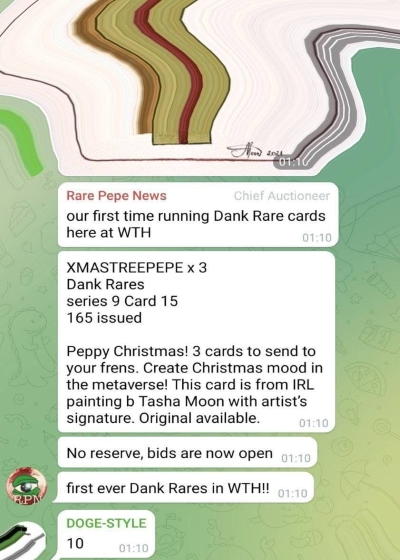 Moon 2021
01:10
Rare Pepe News Chief Auctioneer
our first time running Dank Rare cards
here at WTH
01:10
XMASTREEPEPE x 3
Dank Rares
series 9 Card 15
165 issued
Peppy Christmas! 3 cards to send to
your frens. Create Christmas mood in
the metaverse! This card is from IRL
painting b Tasha Moon with artist’s
signature. Original available.
01:10
No reserve, bids are now open 01:10
RPN
first ever Dank Rares in WTH!! 01:10
DOGE-STYLE
10 01:10